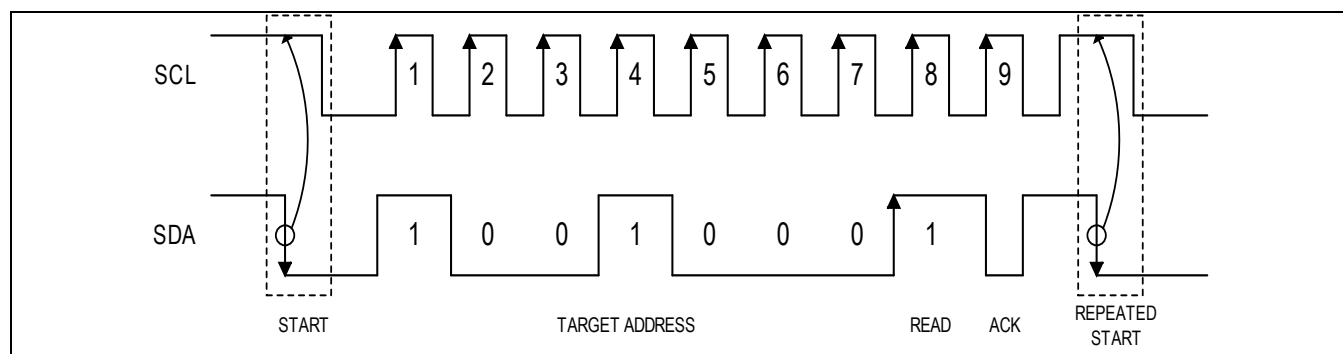 SCL 1 2 3 4 5 6 7 8 9
SDA 1 0 0 1 0 0 0 1
START TARGET ADDRESS READ ACK REPEATED
START